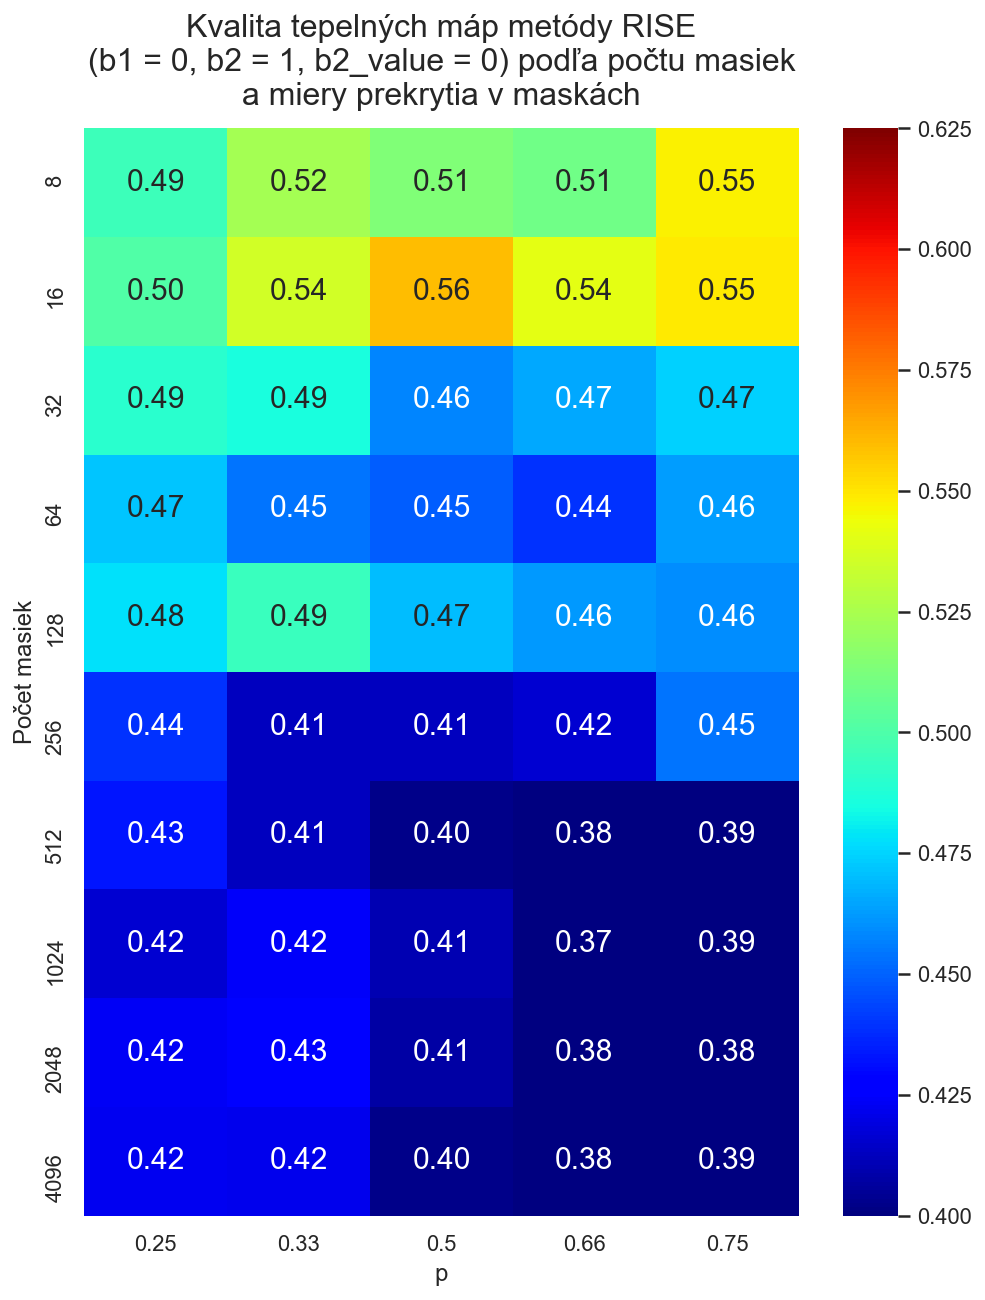 Kvalita tepelných máp metódy RISE
(b1 = 0, b2 = 1, b2_value = 0) podľa počtu masiek
a miery prekrytia v maskách
Počet masiek
8 0.49 0.52 0.51 0.51 0.55
16 0.50 0.54 0.56 0.54 0.55
32 0.49 0.49 0.46 0.47 0.47
64 0.47 0.45 0.45 0.44 0.46
128 0.48 0.49 0.47 0.46 0.46
256 0.44 0.41 0.41 0.42 0.45
512 0.43 0.41 0.40 0.38 0.39
1024 0.42 0.42 0.41 0.37 0.39
2048 0.42 0.43 0.41 0.38 0.38
4096 0.42 0.42 0.40 0.38 0.39
0.25 0.33 0.5 0.66 0.75
p
0.625
0.600
0.575
0.550
0.525
0.500
0.475
0.450
0.425
0.400